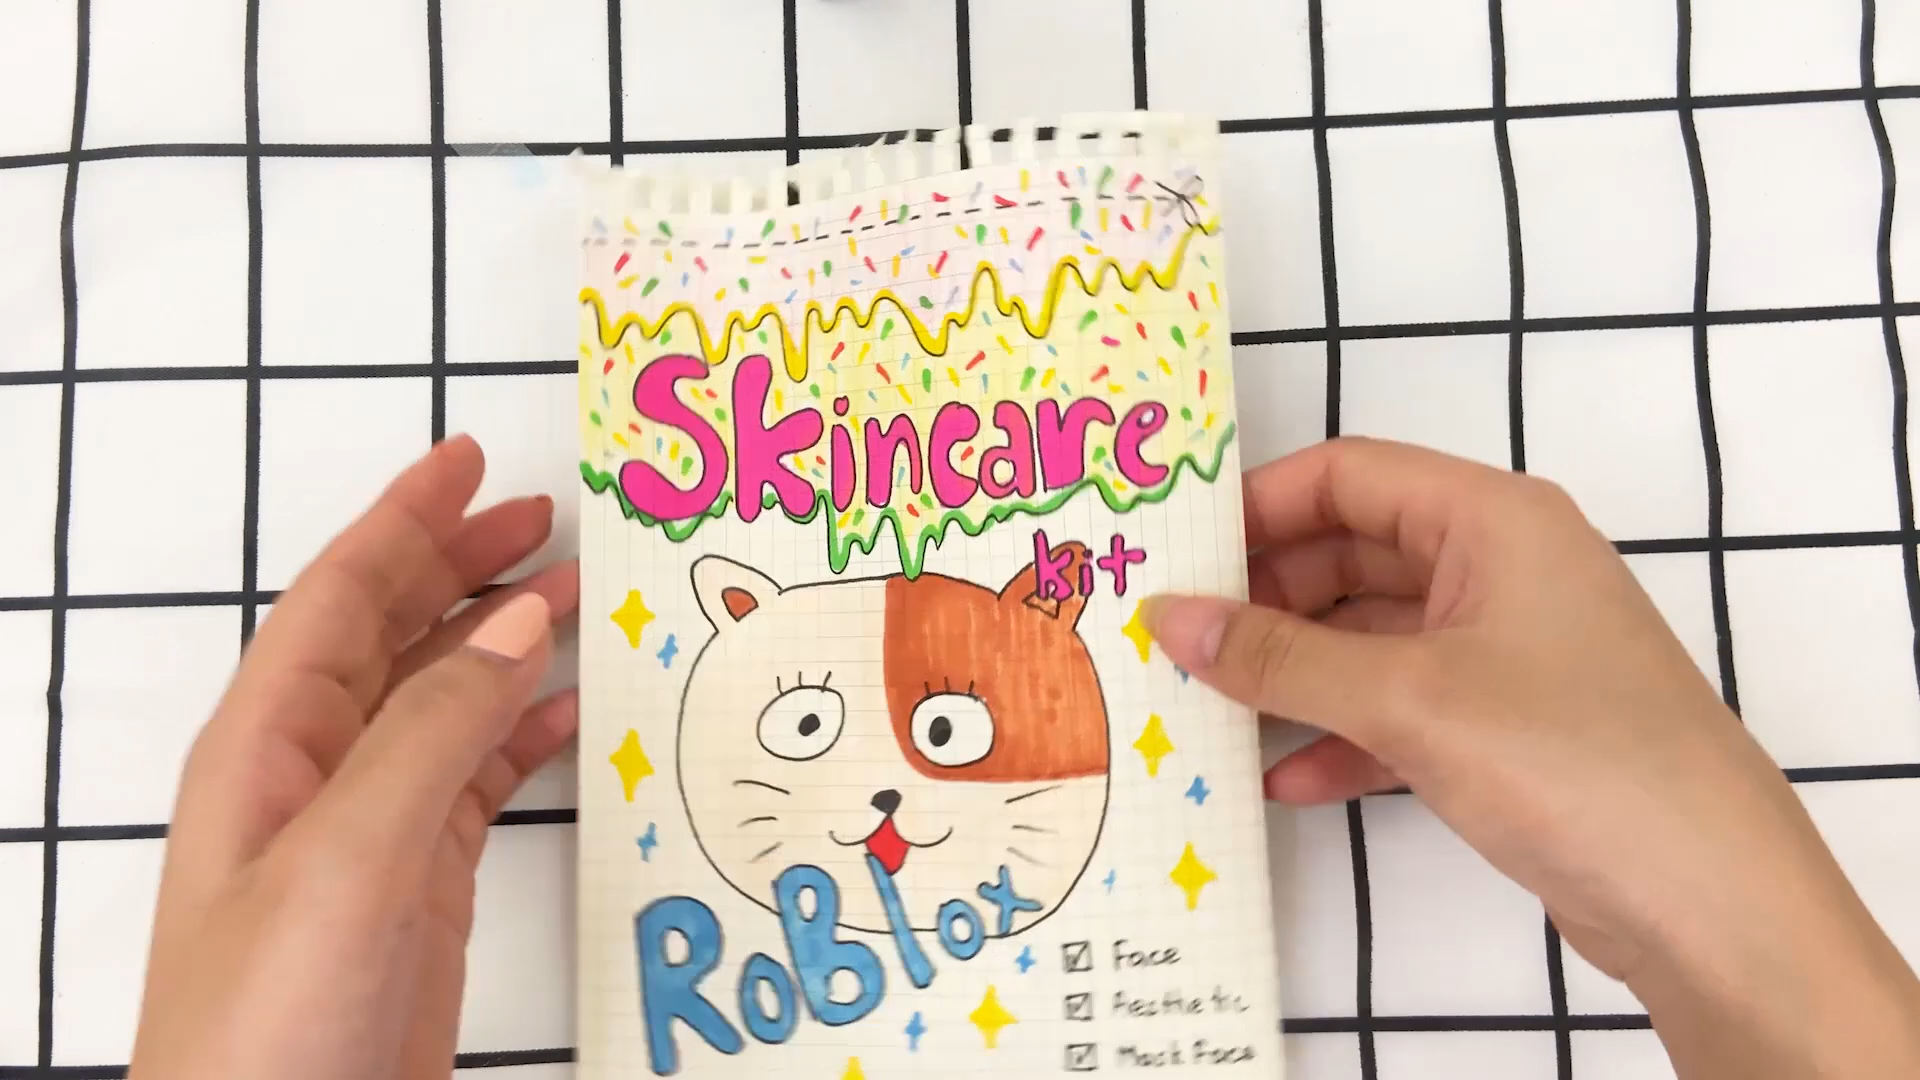 Skincare
kit
RoBlox
Face
Aesthetic
Mask Face